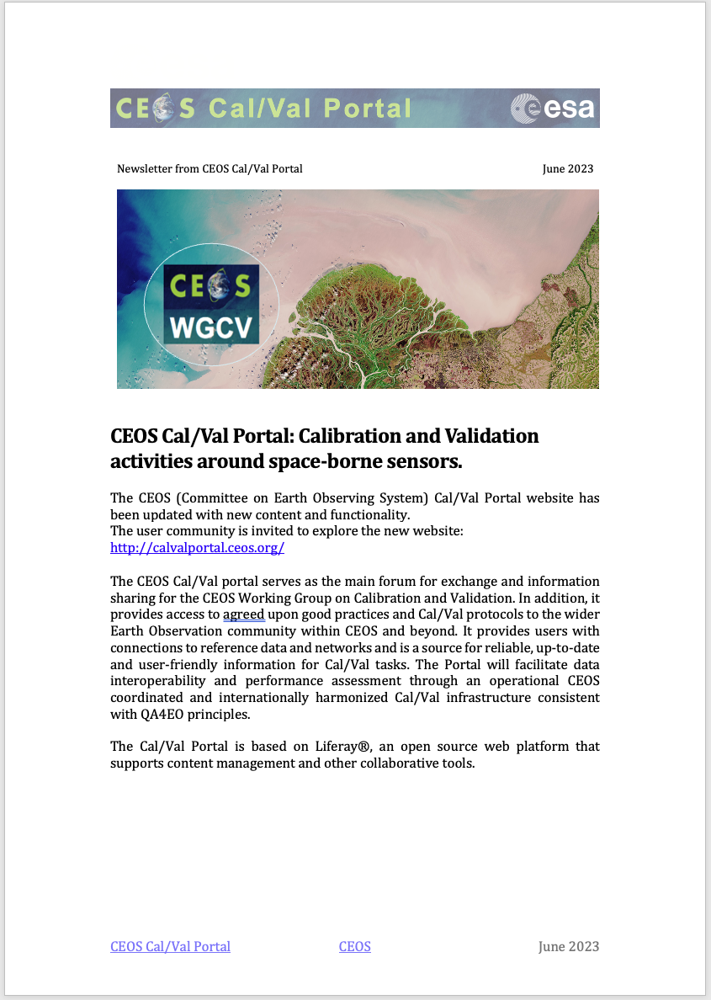 CEOS Cal/Val Portal esa
Newsletter from CEOS Cal/Val Portal June 2023
CEOS
WGCV
CEOS Cal/Val Portal: Calibration and Validation
activities around space-borne sensors.
The CEOS (Committee on Earth Observing System) Cal/Val Portal website has
been updated with new content and functionality.
The user community is invited to explore the new website:
http://calvalportal.ceos.org/
The CEOS Cal/Val portal serves as the main forum for exchange and information
sharing for the CEOS Working Group on Calibration and Validation. In addition, it
provides access to agreed upon good practices and Cal/Val protocols to the wider
Earth Observation community within CEOS and beyond. It provides users with
connections to reference data and networks and is a source for reliable, up-to-date
and user-friendly information for Cal/Val tasks. The Portal will facilitate data
interoperability and performance assessment through an operational CEOS
coordinated and internationally harmonized Cal/Val infrastructure consistent
with QA4EO principles.
The Cal/Val Portal is based on Liferay®, an open source web platform that
supports content management and other collaborative tools.
CEOS Cal/Val Portal CEOS June 2023